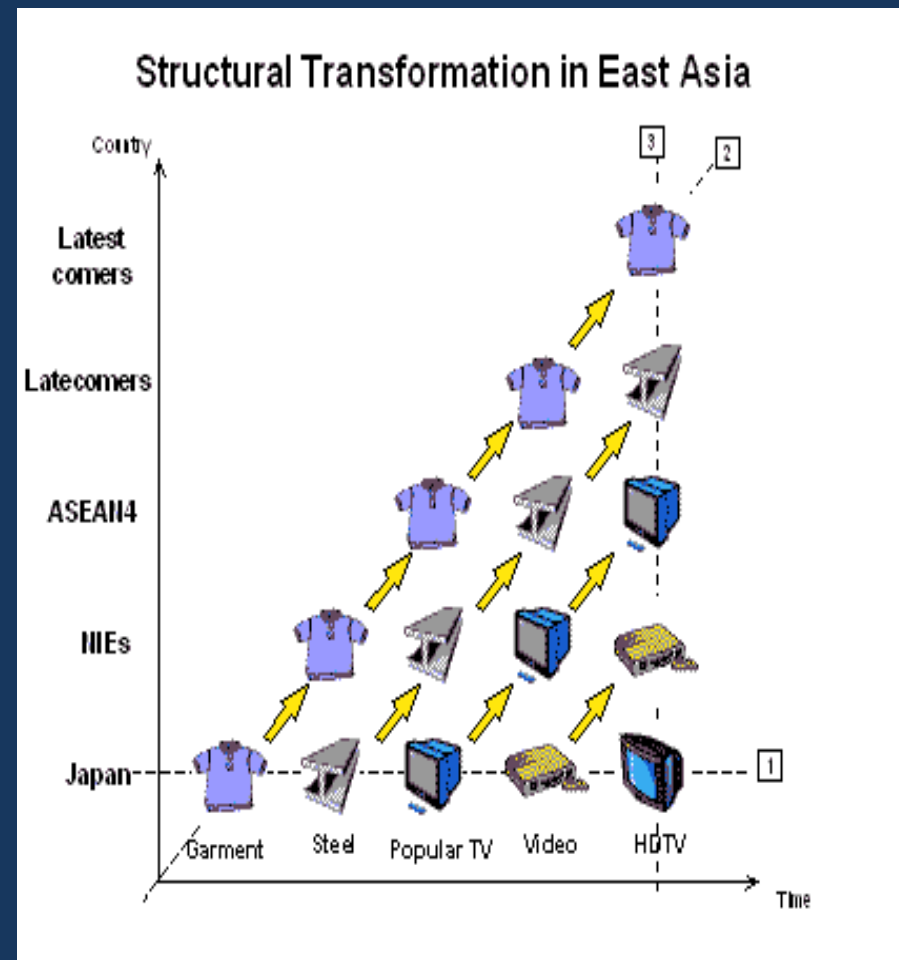 Structural Transformation in East Asia
Country
3
2
Latest
comers
Latecomers
ASEAN4
NIEs
Japan
1
Garment
Steel
Popular TV
Video
HDTV
Time